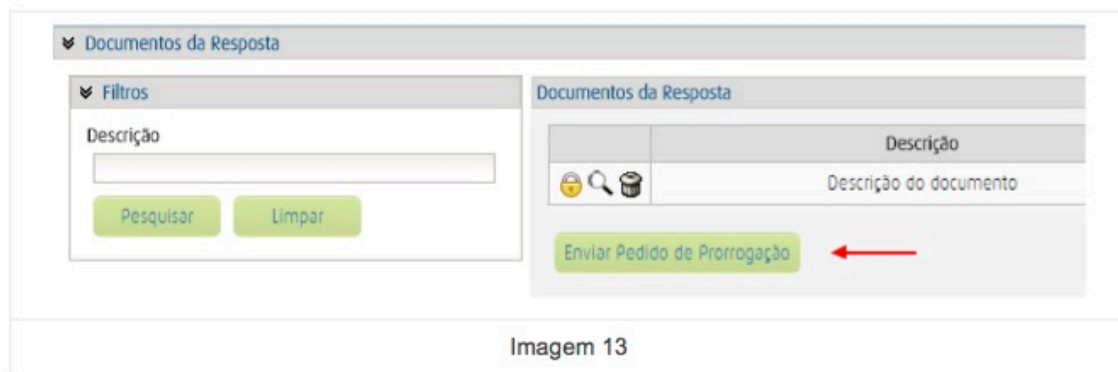 Documentos da Resposta
Filtros
Descrição
Pesquisar
Limpar
Documentos da Resposta
Descrição
Descrição do documento
Enviar Pedido de Prorrogação
Imagem 13